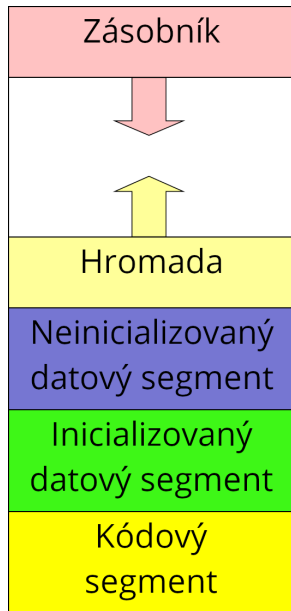 Zásobník
Hromada
Neinicializovaný
datový segment
Inicializovaný
datový segment
Kódový
segment